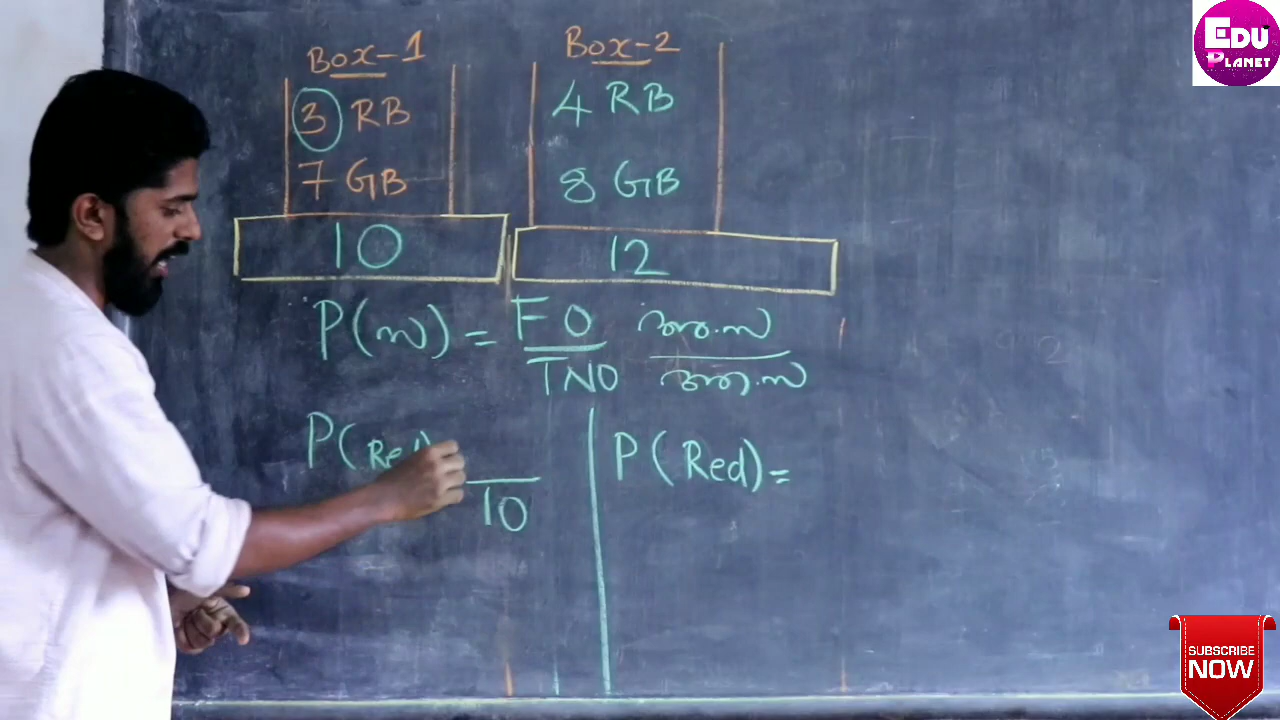 Box-1
3 RB
7 GB
10
Box-2
4 RB
8 GB
12
P(സ) = FO / TNO അ.സ / ആ.സ
P(Red)
10
P(Red) =
EDU PLANET
SUBSCRIBE
NOW